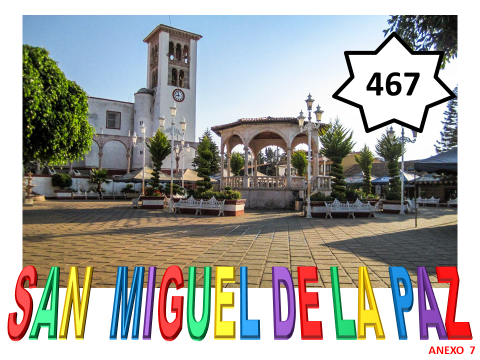 467
SAN MIGUEL DE LA PAZ
ANEXO 7